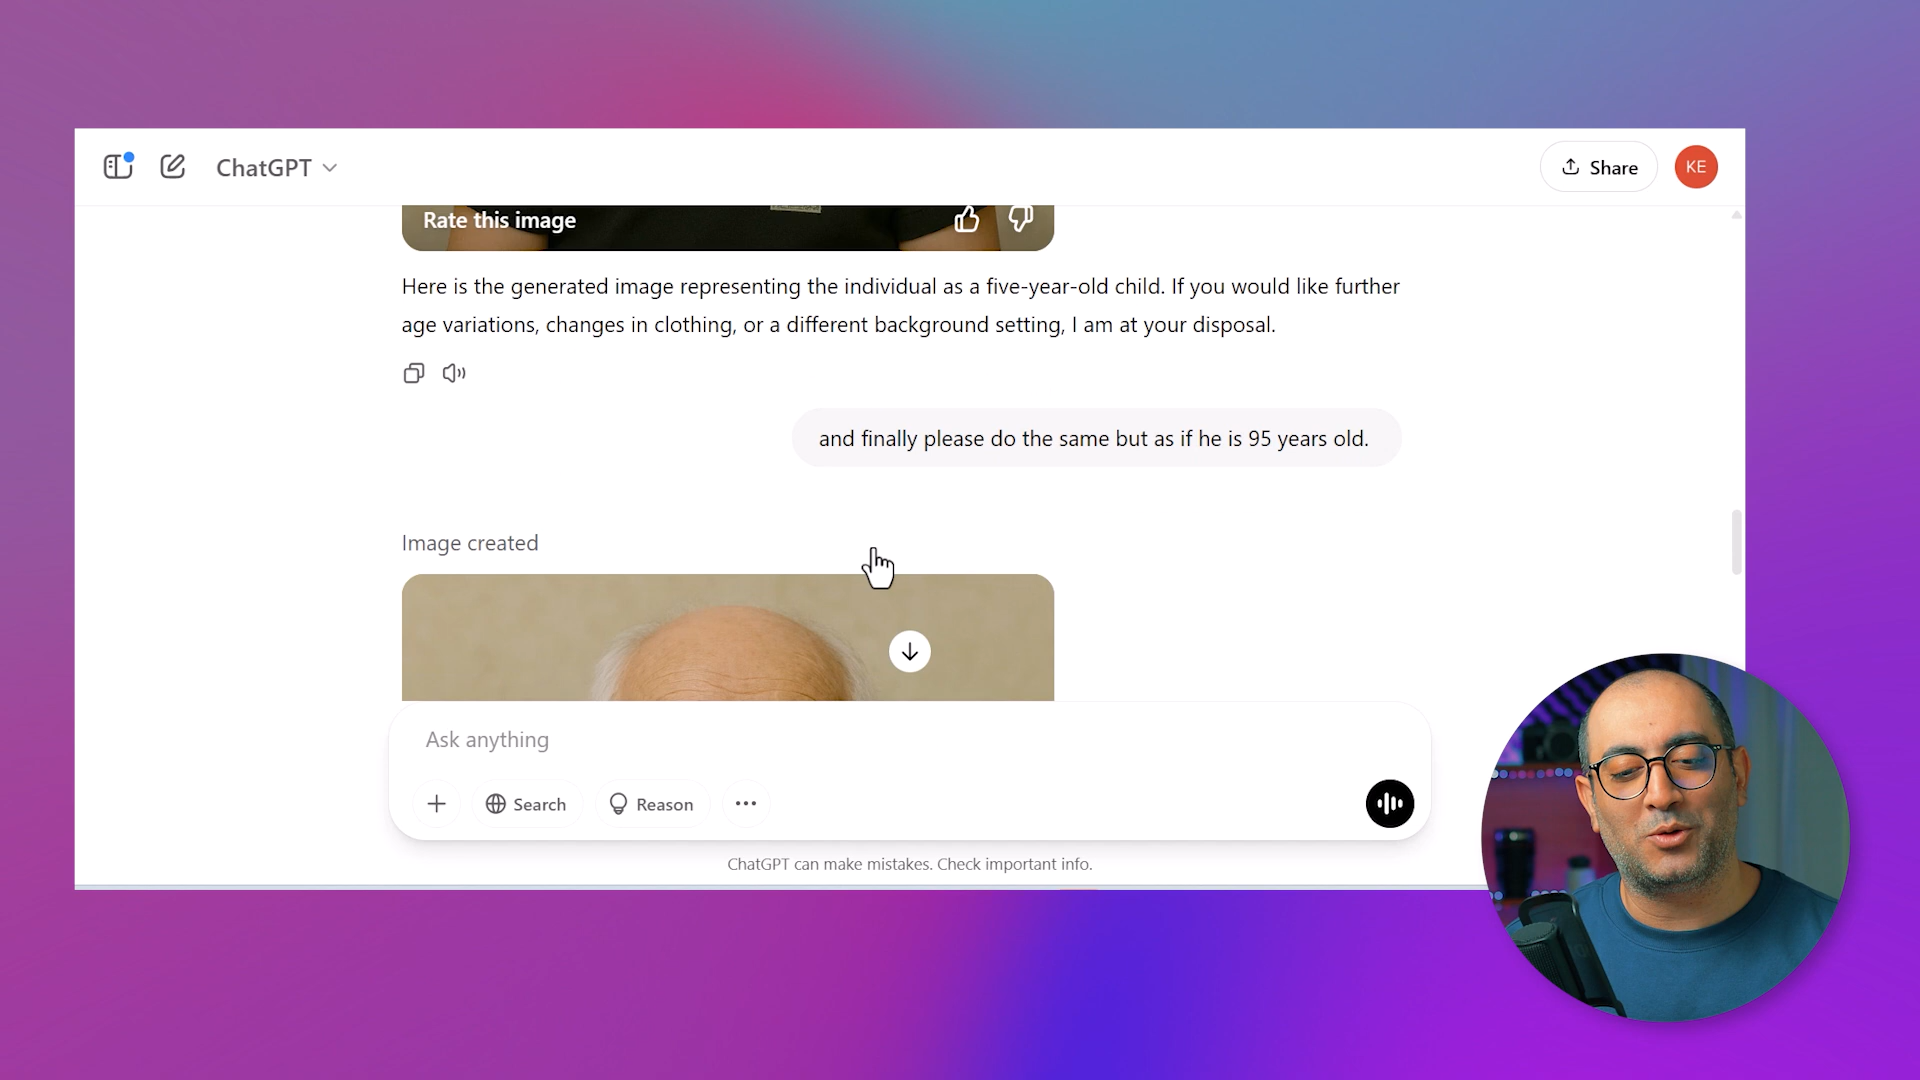 ChatGPT
Share
KE
Rate this image
Here is the generated image representing the individual as a five-year-old child. If you would like further
age variations, changes in clothing, or a different background setting, I am at your disposal.
and finally please do the same but as if he is 95 years old.
Image created
Ask anything
Search
Reason
ChatGPT can make mistakes. Check important info.